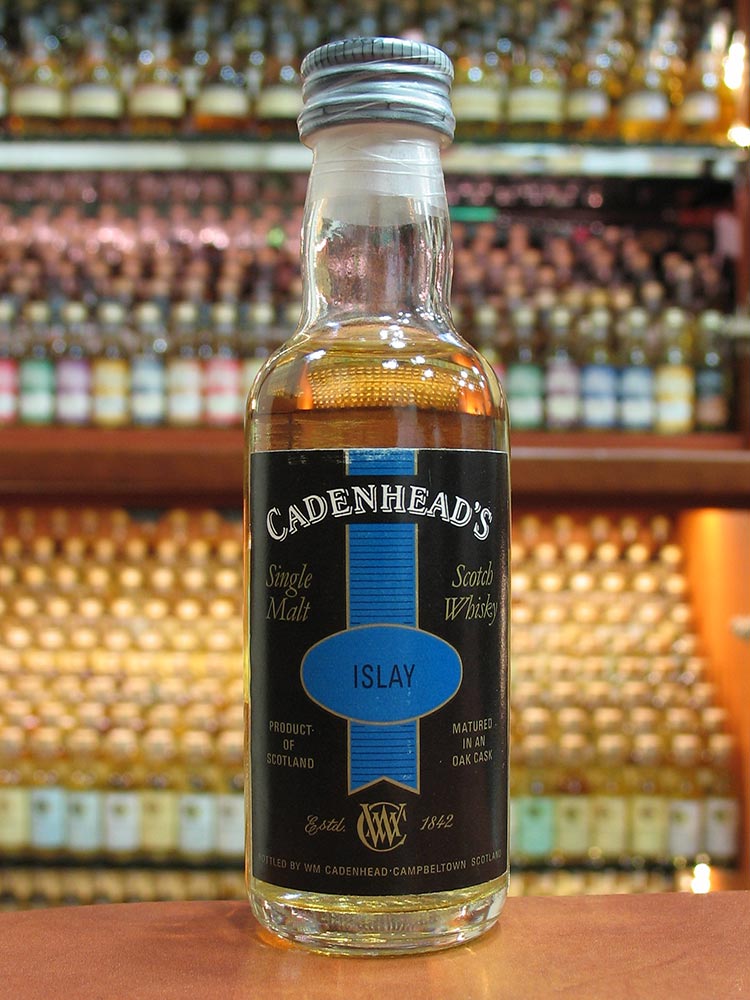 CADENHEAD'S
Single Malt
Scotch Whisky
ISLAY
PRODUCT
OF
SCOTLAND
MATURED
IN AN
OAK CASK
Estd. WC 1842
BOTTLED BY WM CADENHEAD·CAMPBELTOWN SCOTLAND